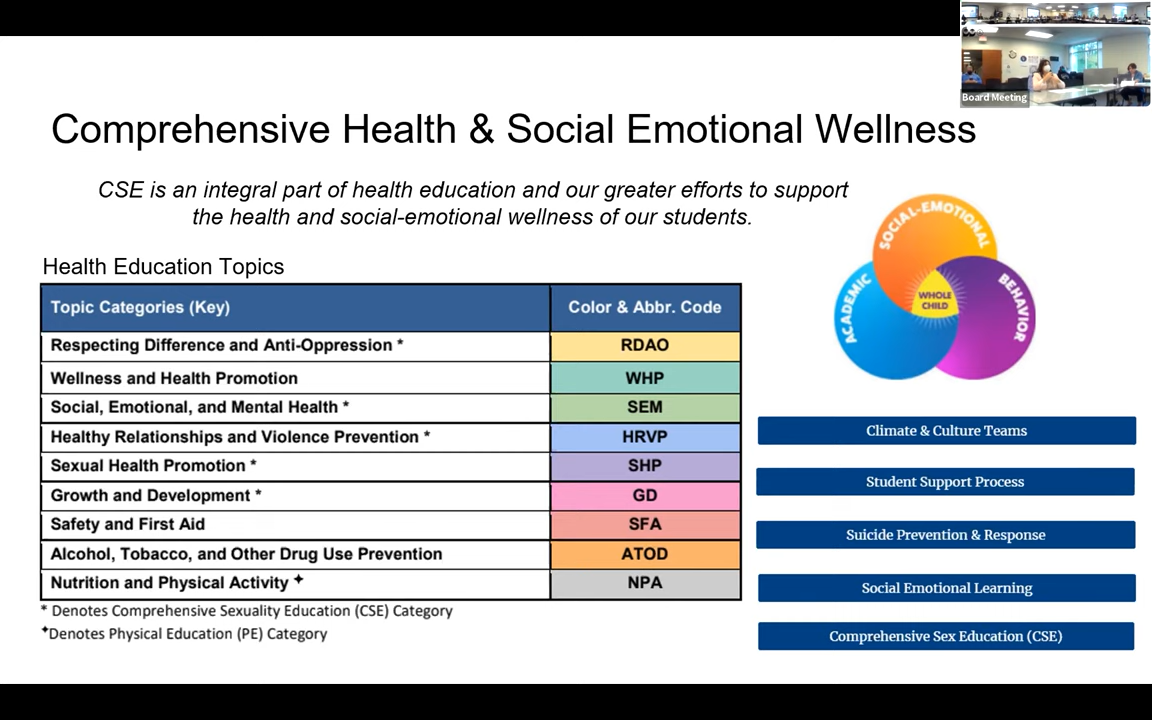 Board Meeting
Comprehensive Health & Social Emotional Wellness
CSE is an integral part of health education and our greater efforts to support
the health and social-emotional wellness of our students.
Health Education Topics
Topic Categories (Key) Color & Abbr. Code
Respecting Difference and Anti-Oppression * RDAO
Wellness and Health Promotion WHP
Social, Emotional, and Mental Health * SEM
Healthy Relationships and Violence Prevention * HRVP
Sexual Health Promotion * SHP
Growth and Development * GD
Safety and First Aid SFA
Alcohol, Tobacco, and Other Drug Use Prevention ATOD
Nutrition and Physical Activity ✦ NPA
* Denotes Comprehensive Sexuality Education (CSE) Category
✦Denotes Physical Education (PE) Category
SOCIAL-EMOTIONAL
ACADEMIC
BEHAVIOR
WHOLE
CHILD
Climate & Culture Teams
Student Support Process
Suicide Prevention & Response
Social Emotional Learning
Comprehensive Sex Education (CSE)